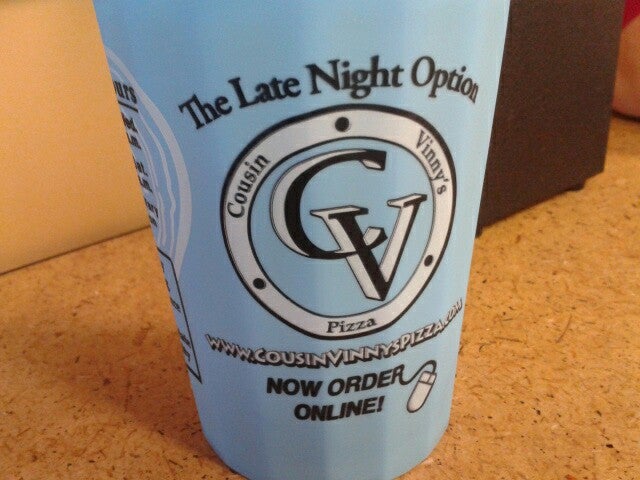 The Late Night Option
Cousin Vinny's
CV
Pizza
www.CousinVinnysPizza.com
NOW ORDER
ONLINE!